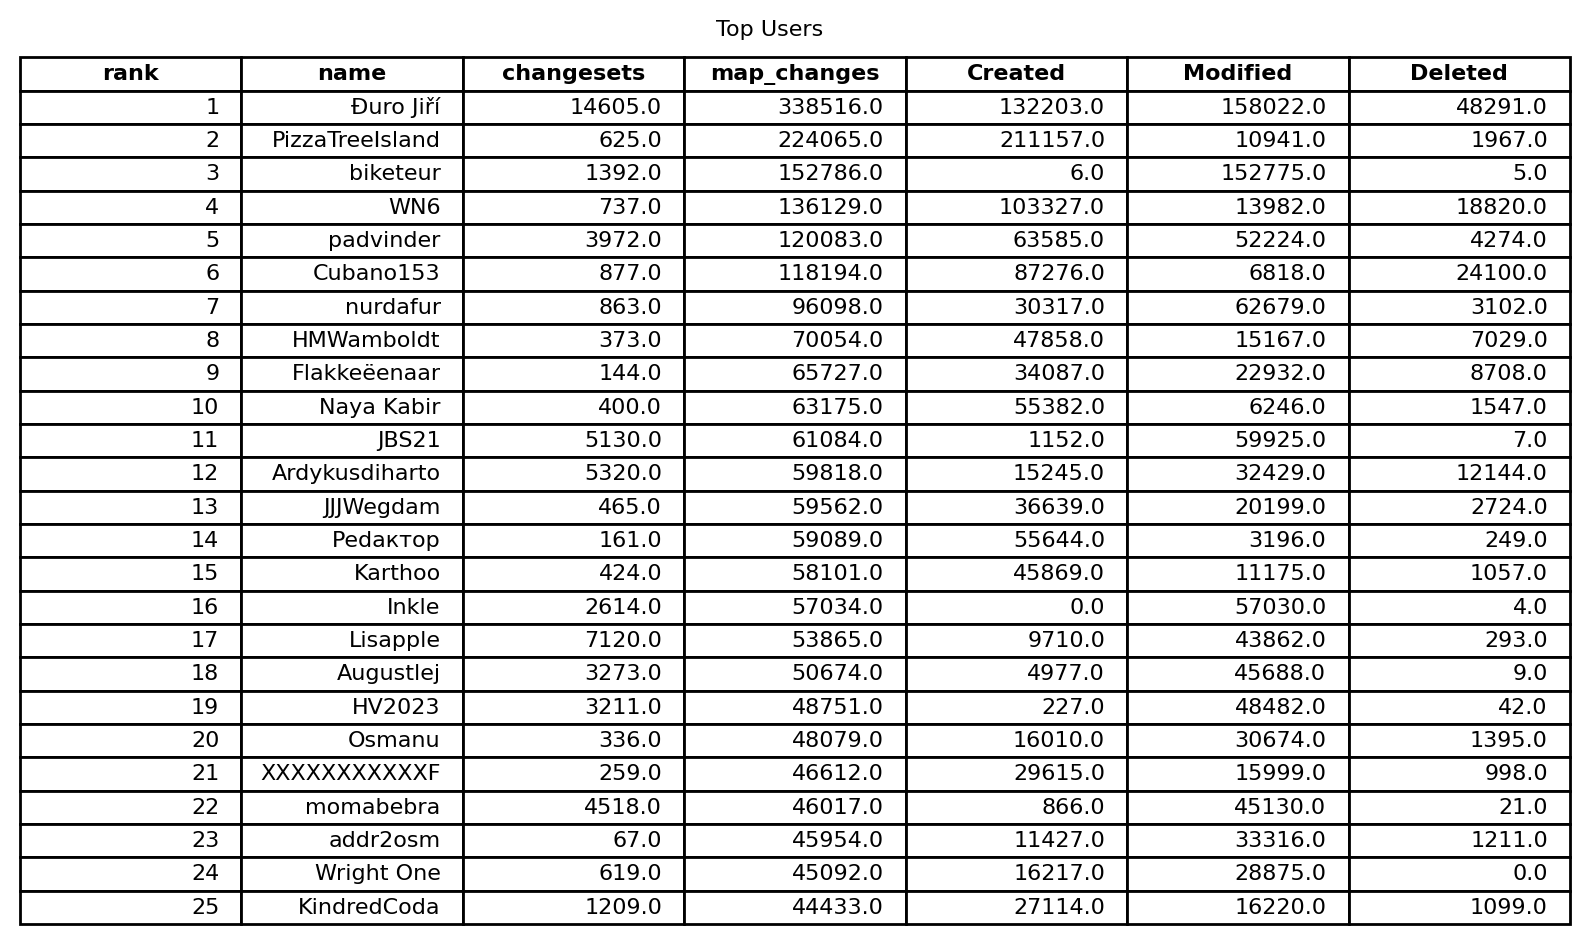 Top Users
rank name changesets map_changes Created Modified Deleted
1 Đuro Jiří 14605.0 338516.0 132203.0 158022.0 48291.0
2 PizzaTreeIsland 625.0 224065.0 211157.0 10941.0 1967.0
3 biketeur 1392.0 152786.0 6.0 152775.0 5.0
4 WN6 737.0 136129.0 103327.0 13982.0 18820.0
5 padvinder 3972.0 120083.0 63585.0 52224.0 4274.0
6 Cubano153 877.0 118194.0 87276.0 6818.0 24100.0
7 nurdafur 863.0 96098.0 30317.0 62679.0 3102.0
8 HMWamboldt 373.0 70054.0 47858.0 15167.0 7029.0
9 Flakkeëenaar 144.0 65727.0 34087.0 22932.0 8708.0
10 Naya Kabir 400.0 63175.0 55382.0 6246.0 1547.0
11 JBS21 5130.0 61084.0 1152.0 59925.0 7.0
12 Ardykusdiharto 5320.0 59818.0 15245.0 32429.0 12144.0
13 JJJWegdam 465.0 59562.0 36639.0 20199.0 2724.0
14 Pedaктop 161.0 59089.0 55644.0 3196.0 249.0
15 Karthoo 424.0 58101.0 45869.0 11175.0 1057.0
16 Inkle 2614.0 57034.0 0.0 57030.0 4.0
17 Lisapple 7120.0 53865.0 9710.0 43862.0 293.0
18 Augustlej 3273.0 50674.0 4977.0 45688.0 9.0
19 HV2023 3211.0 48751.0 227.0 48482.0 42.0
20 Osmanu 336.0 48079.0 16010.0 30674.0 1395.0
21 XXXXXXXXXXXF 259.0 46612.0 29615.0 15999.0 998.0
22 momabebra 4518.0 46017.0 866.0 45130.0 21.0
23 addr2osm 67.0 45954.0 11427.0 33316.0 1211.0
24 Wright One 619.0 45092.0 16217.0 28875.0 0.0
25 KindredCoda 1209.0 44433.0 27114.0 16220.0 1099.0